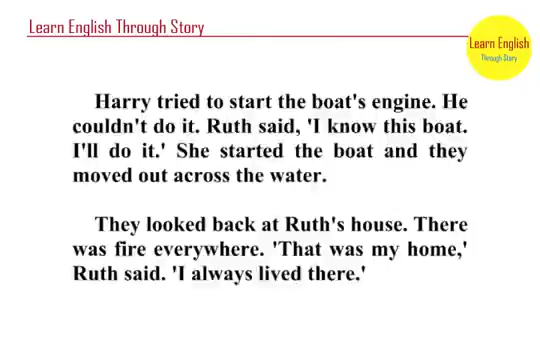 Learn English Through Story
Learn English
Through Story
Harry tried to start the boat's engine. He
couldn't do it. Ruth said, 'I know this boat.
I'll do it.' She started the boat and they
moved out across the water.
They looked back at Ruth's house. There
was fire everywhere. 'That was my home,'
Ruth said. 'I always lived there.'